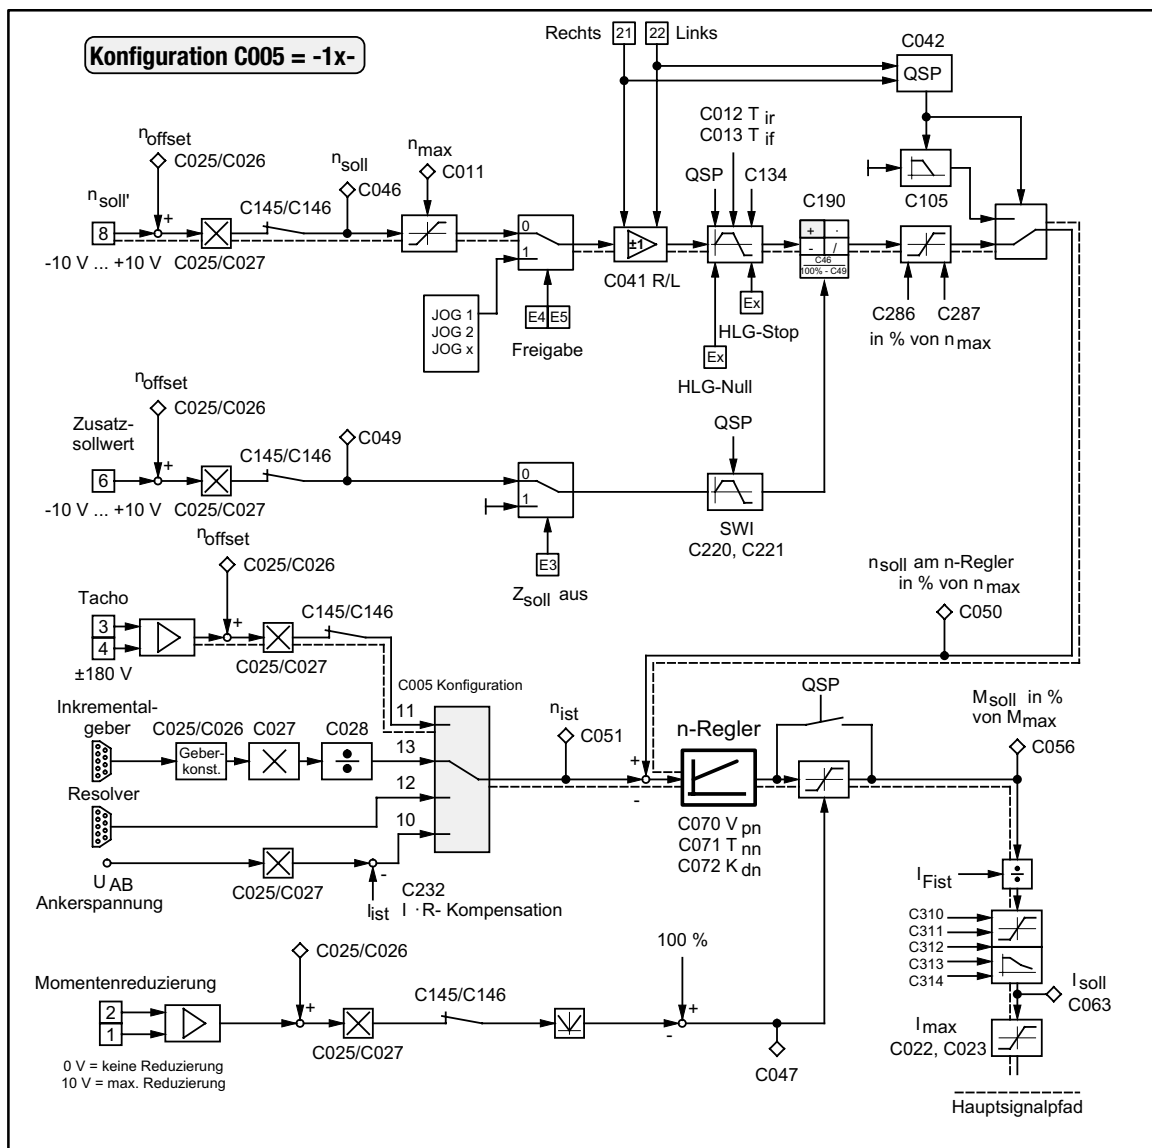 Konfiguration C005 = -1x-
Rechts 21 22 Links
C042
QSP
n offset
C025/C026
n soll
C046
n max
C011
C012 T ir
C013 T if
QSP
C134
C190
C105
n soll'
8
+
C145/C146
-10 V ... +10 V
C025/C027
0
1
±1
C041 R/L
+ ·
- /
C46
100% - C49
C286
C287
in % von n max
JOG 1
JOG 2
JOG x
E4 E5
Freigabe
Ex
HLG-Stop
Ex
HLG-Null
n offset
C025/C026
Zusatz-
sollwert
6
+
C145/C146
C049
-10 V ... +10 V
C025/C027
0
1
E3
Z soll aus
QSP
SWI
C220, C221
n soll am n-Regler
in % von n max
C050
n offset
C025/C026
Tacho
3
4
±180 V
+
C145/C146
C025/C027
C005 Konfiguration
11
13
12
10
Inkremental-
geber
C025/C026
C027
C028
Geber-
konst.
Resolver
U AB
Ankerspannung
C025/C027
-
I ist
C232
I · R- Kompensation
n ist
C051
+
-
n-Regler
C070 V pn
C071 T nn
C072 K dn
QSP
M soll in %
von M max
C056
I Fist
C310
C311
C312
C313
C314
I soll
C063
I max
C022, C023
Momentenreduzierung
2
1
0 V = keine Reduzierung
10 V = max. Reduzierung
C025/C026
+
C025/C027
C145/C146
100 %
+
-
C047
Hauptsignalpfad